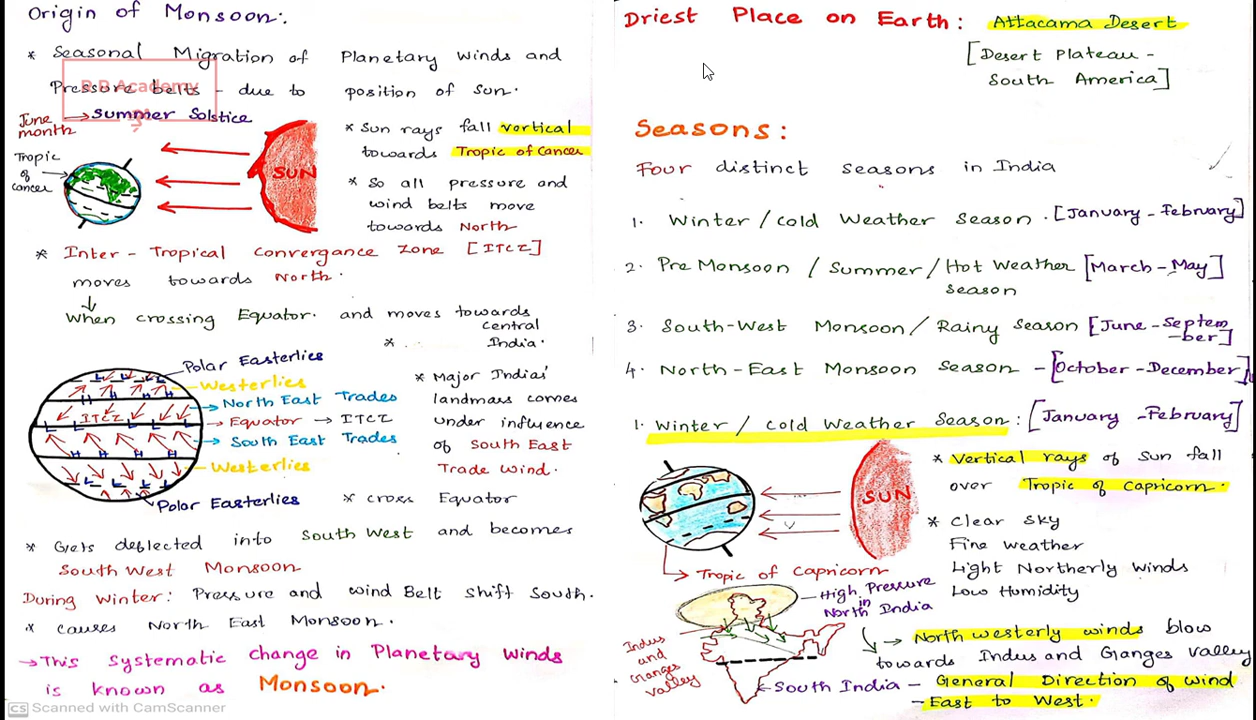 Origin of Monsoon:.
* Seasonal Migration of Planetary Winds and
Pressure belts - due to position of Sun.
B.B Academy
June month → Summer Solstice
Tropic of Cancer
SUN
* Sun rays fall vortical
towards Tropic of Cancer
* So all pressure and
wind belts move
towards North
* Inter-Tropical Convergance Zone [ITCZ]
moves towards North.
↓
When crossing Equator. and moves towards
central
* .. India.
Polar Easterlies
Westerlies
North East Trades
ITCZ
Equator → ITCZ
South East Trades
Westerlies
Polar Easterlies
* Major Indias'
landmass comes
under influence
of South East
Trade wind.
* cross Equator
* Gets deflected into South West and becomes
South West Monsoon
During Winter: Pressure and wind Belt shift South.
* causes North East Monsoon.
→ This systematic change in Planetary Winds
is known as Monsoon.
CS Scanned with CamScanner
Driest Place on Earth: Attacama Desert
[Desert Plateau -
South America]
Seasons:
Four distinct seasons in India
1. Winter/cold Weather Season. [January-February]
2. Pre Monsoon / Summer/Hot Weather [March-May]
season
3. South-West Monsoon/Rainy Season [June-Septem
-ber]
4. North-East Monsoon Season - [October-December]
1. Winter/ cold Weather Season: [January-February]
SUN
* Vertical rays of Sun fall
over Tropic of Capricorn.
* Clear sky
Fine weather
Light Northerly winds
Low Humidity
→ Tropic of Capricorn
High Pressure
in
North India
Indus
and
Ganges
valley
→ North westerly winds blow
towards Indus and Ganges valley
South India - General Direction of wind
- East to West.